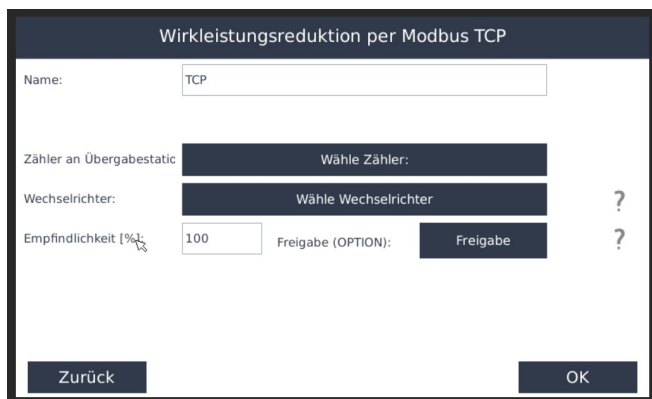 Wirkleistungsreduktion per Modbus TCP
Name: TCP
Zähler an Übergabestatic Wähle Zähler:
Wechselrichter: Wähle Wechselrichter ?
Empfindlichkeit [%]: 100 Freigabe (OPTION): Freigabe ?
Zurück OK